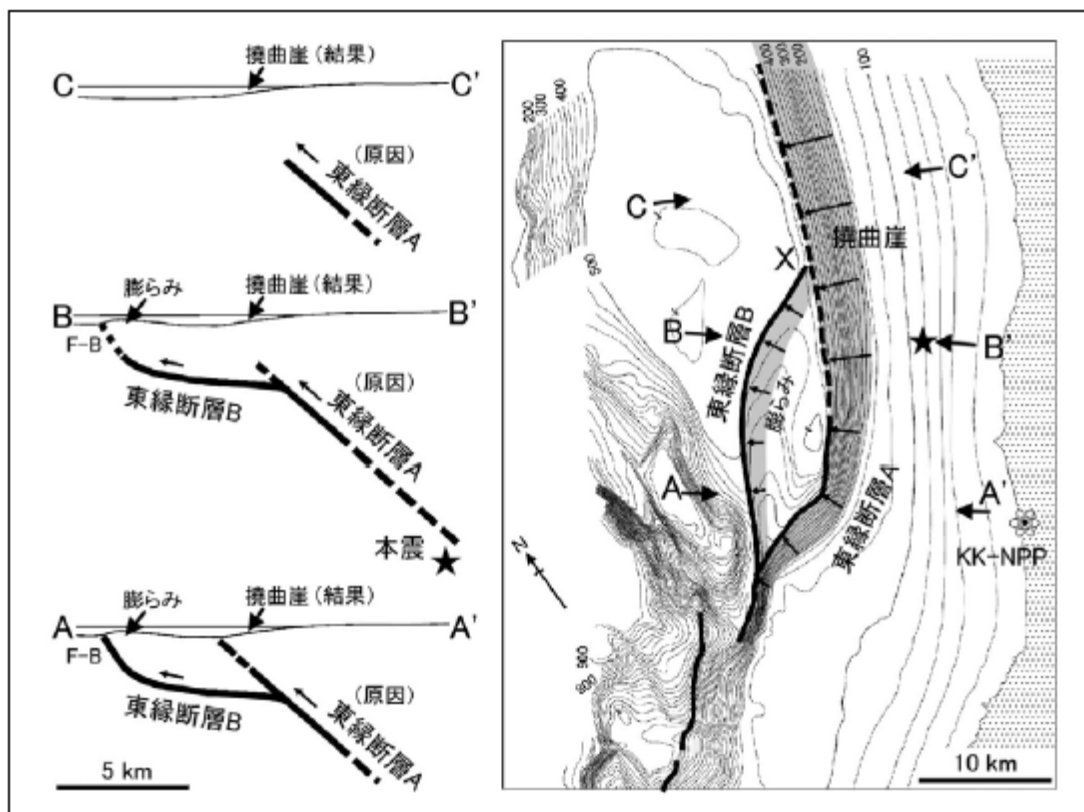 撓曲崖(結果)
C C'
(原因)
東縁断層A
膨らみ 撓曲崖(結果)
B B'
F-B
(原因)
東縁断層B
東縁断層A
本震
膨らみ 撓曲崖(結果)
A A'
F-B
(原因)
東縁断層B
東縁断層A
5 km
400
300
200
100
200
300
400
C'
C
撓曲崖
X
500
B
東縁断層B
B'
膨らみ
A
東縁断層A
A'
KK-NPP
N
900
800
10 km